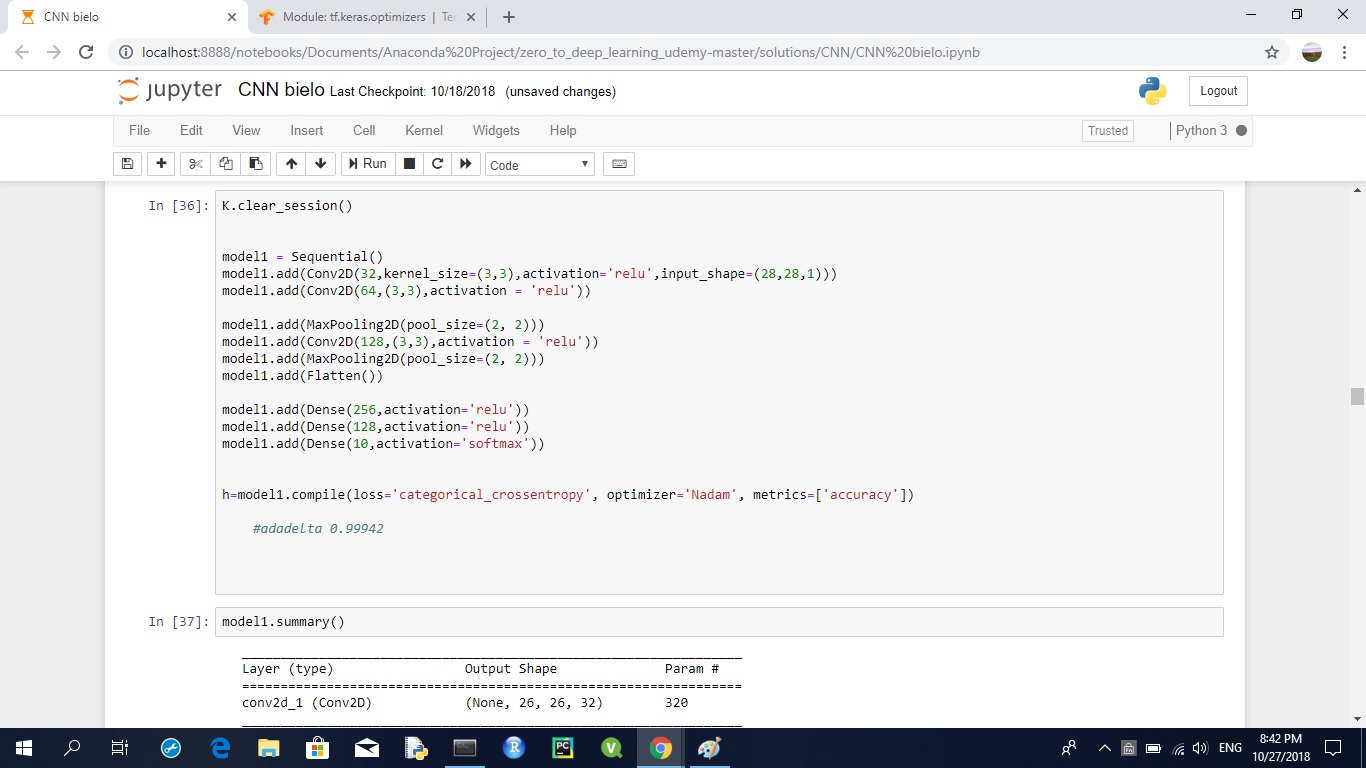 CNN bielo
Module: tf.keras.optimizers | Ter
localhost:8888/notebooks/Documents/Anaconda%20Project/zero_to_deep_learning_udemy-master/solutions/CNN/CNN%20bielo.ipynb
jupyter CNN bielo Last Checkpoint: 10/18/2018 (unsaved changes)
Logout
File Edit View Insert Cell Kernel Widgets Help
Trusted
Python 3
Run
Code
In [36]: K.clear_session()
model1 = Sequential()
model1.add(Conv2D(32,kernel_size=(3,3),activation='relu',input_shape=(28,28,1)))
model1.add(Conv2D(64,(3,3),activation = 'relu'))
model1.add(MaxPooling2D(pool_size=(2, 2)))
model1.add(Conv2D(128,(3,3),activation = 'relu'))
model1.add(MaxPooling2D(pool_size=(2, 2)))
model1.add(Flatten())
model1.add(Dense(256,activation='relu'))
model1.add(Dense(128,activation='relu'))
model1.add(Dense(10,activation='softmax'))
h=model1.compile(loss='categorical_crossentropy', optimizer='Nadam', metrics=['accuracy'])
#adadelta 0.99942
In [37]: model1.summary()
Layer (type) Output Shape Param #
=================================================================
conv2d_1 (Conv2D) (None, 26, 26, 32) 320
ENG
8:42 PM
10/27/2018